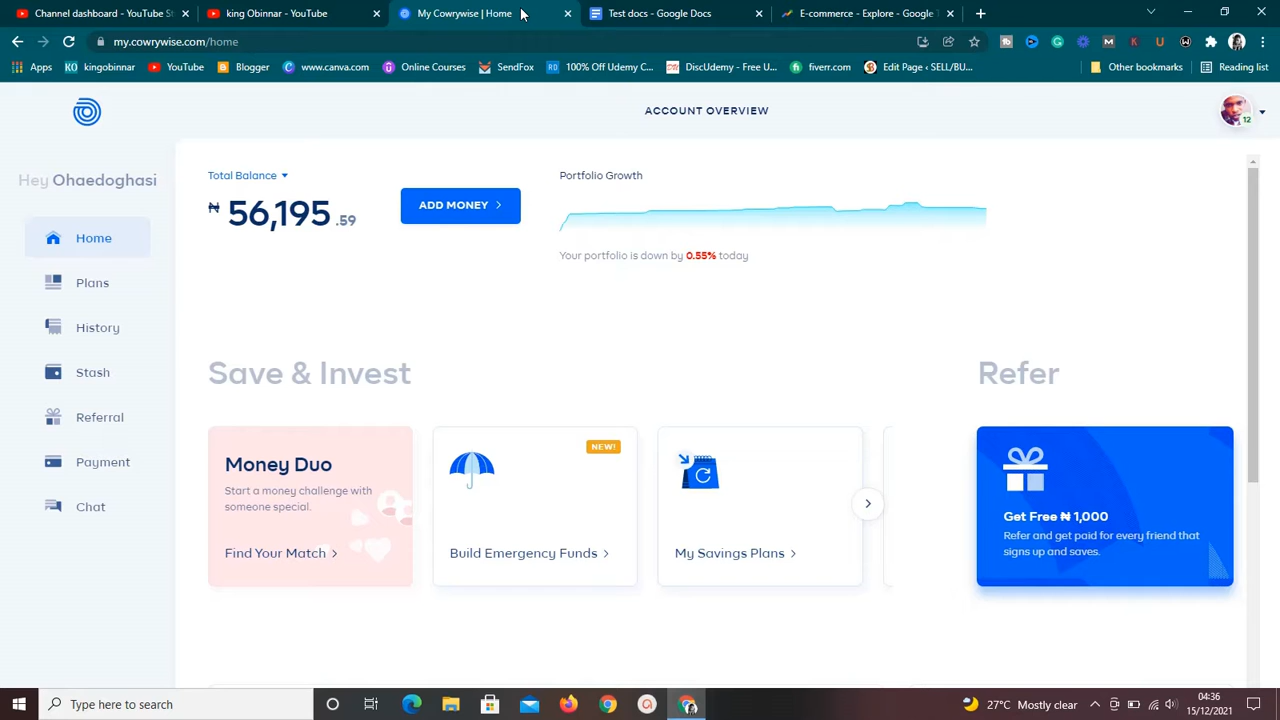 Channel dashboard - YouTube St
king Obinnar - YouTube
My Cowrywise | Home
Test docs - Google Docs
E-commerce - Explore - Google T
my.cowrywise.com/home
Apps
kingobinnar
YouTube
Blogger
www.canva.com
Online Courses
SendFox
100% Off Udemy C...
DiscUdemy - Free U...
fiverr.com
Edit Page ‹ SELL/BU...
Other bookmarks
Reading list
ACCOUNT OVERVIEW
12
Hey Ohaedoghasi
Home
Plans
History
Stash
Referral
Payment
Chat
Total Balance
₦ 56,195.59
ADD MONEY
Portfolio Growth
Your portfolio is down by 0.55% today
Save & Invest
Money Duo
Start a money challenge with
someone special.
Find Your Match
NEW!
Build Emergency Funds
My Savings Plans
Refer
Get Free ₦ 1,000
Refer and get paid for every friend that
signs up and saves.
Type here to search
27°C Mostly clear
04:36
15/12/2021